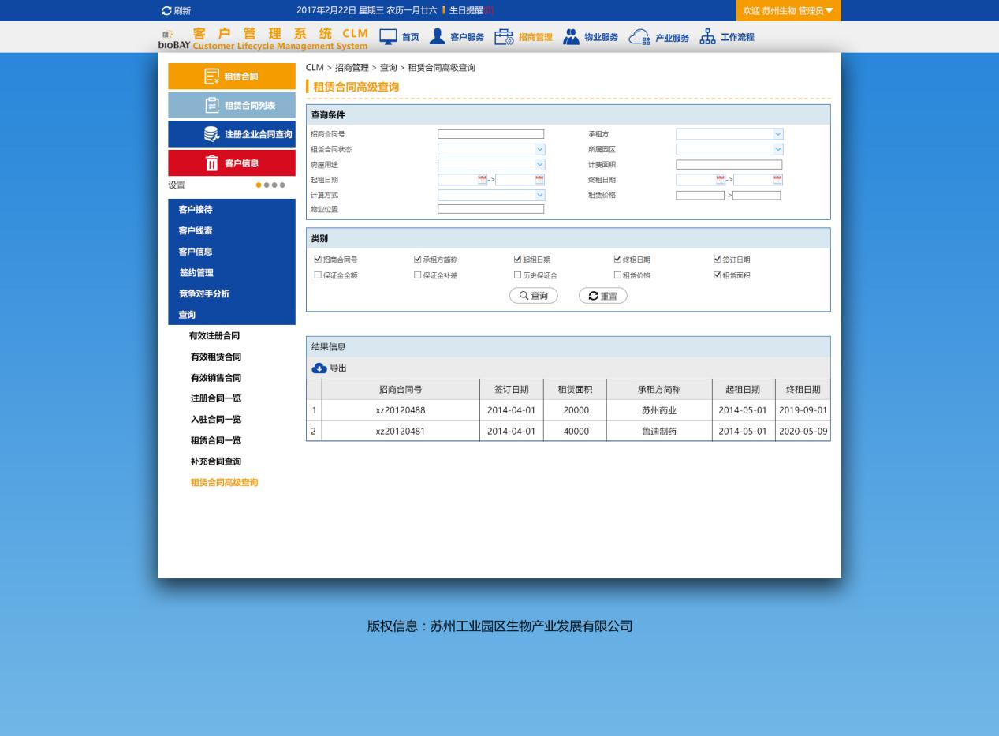 刷新 2017年2月22日 星期三 农历一月廿六 生日提醒[0] 欢迎 苏州生物 管理员
bioBAY 客户管理系统 CLM
Customer Lifecycle Management System
首页 客户服务 招商管理 物业服务 产业服务 工作流程
租赁合同
租赁合同列表
注册企业合同查询
客户信息
设置
客户接待
客户线索
客户信息
签约管理
竞争对手分析
查询
有效注册合同
有效租赁合同
有效销售合同
注册合同一览
入驻合同一览
租赁合同一览
补充合同查询
租赁合同高级查询
CLM > 招商管理 > 查询 > 租赁合同高级查询
租赁合同高级查询
查询条件
招商合同号 承租方
租赁合同状态 所属园区
房屋用途 计费面积
起租日期 -> 终租日期 ->
计算方式 租赁价格 ->
物业位置
类别
招商合同号 承租方简称 起租日期 终租日期 签订日期
保证金金额 保证金补差 历史保证金 租赁价格 租赁面积
查询 重置
结果信息
导出
招商合同号 签订日期 租赁面积 承租方简称 起租日期 终租日期
1 xz20120488 2014-04-01 20000 苏州药业 2014-05-01 2019-09-01
2 xz20120481 2014-04-01 40000 鲁迪制药 2014-05-01 2020-05-09
版权信息：苏州工业园区生物产业发展有限公司